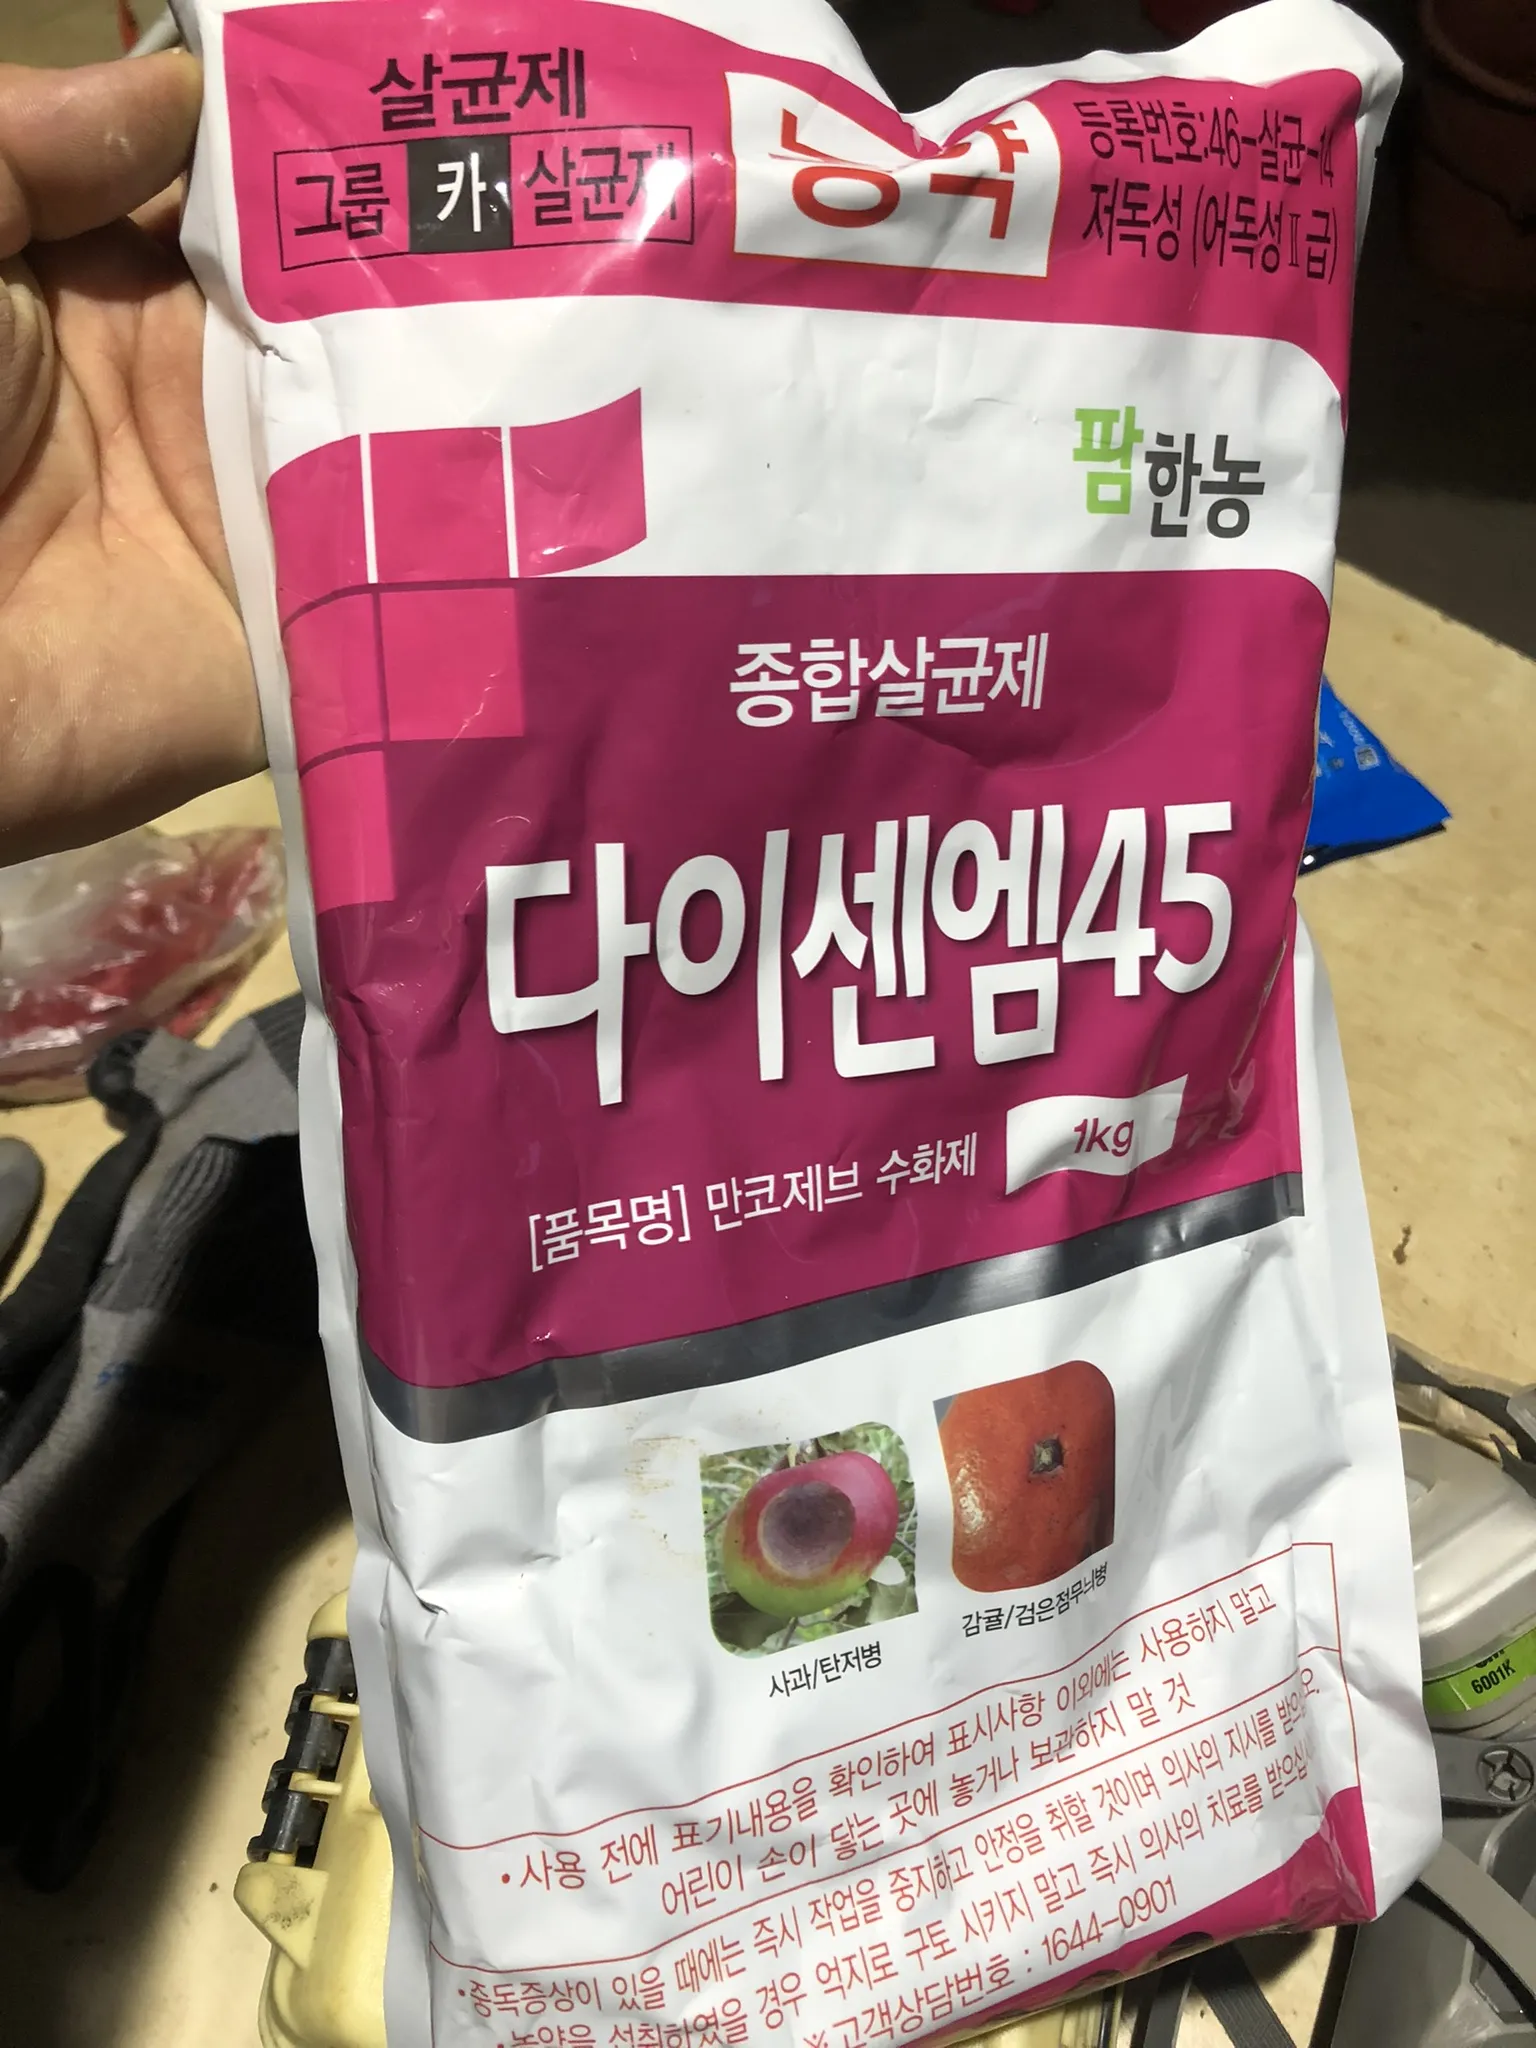 살균제
그룹 카 살균제
농약
등록번호:46-살균-14
저독성 (어독성Ⅱ급)
팜한농
종합살균제
다이센엠45
[품목명] 만코제브 수화제
1kg
사과/탄저병
감귤/검은점무늬병
• 사용 전에 표기내용을 확인하여 표시사항 이외에는 사용하지 말고
어린이 손이 닿는 곳에 놓거나 보관하지 말 것
• 중독증상이 있을 때에는 즉시 작업을 중지하고 안정을 취할 것이며 의사의 지시를 받으
• 농약을 섭취하였을 경우 억지로 구토 시키지 말고 즉시 의사의 치료를 받으십
※고객상담번호 : 1644-0901
6001K